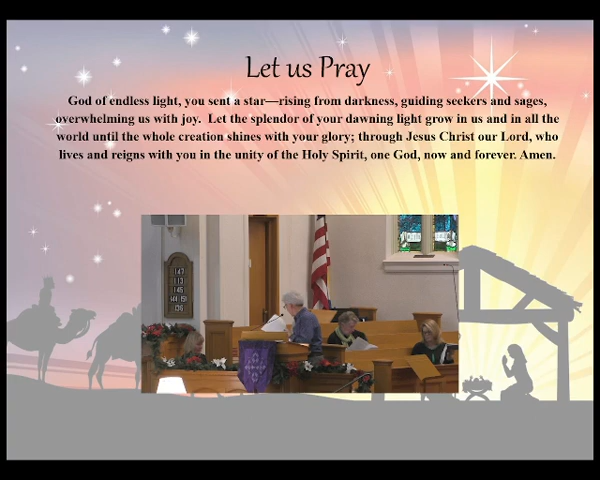 Let us Pray
God of endless light, you sent a star—rising from darkness, guiding seekers and sages,
overwhelming us with joy.  Let the splendor of your dawning light grow in us and in all the
world until the whole creation shines with your glory; through Jesus Christ our Lord, who
lives and reigns with you in the unity of the Holy Spirit, one God, now and forever. Amen.
147
113
145